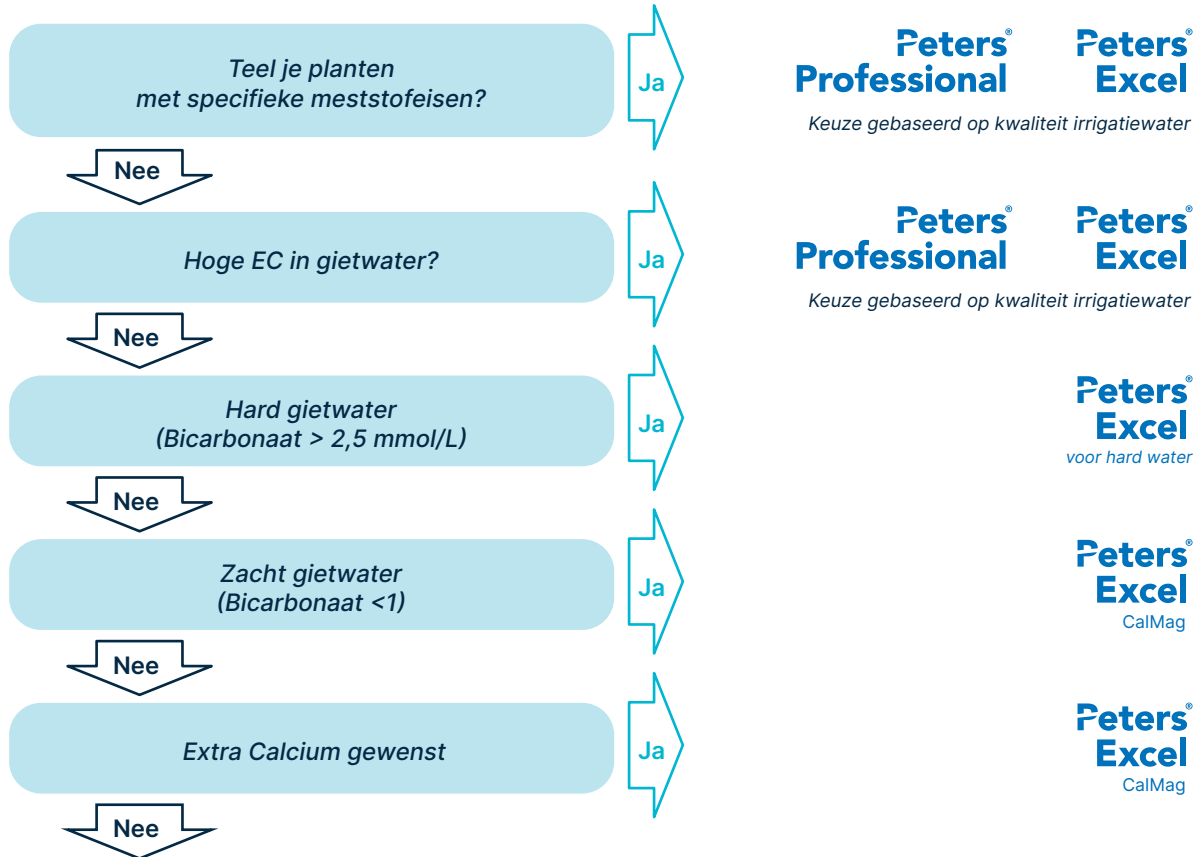 Teel je planten
met specifieke meststofeisen?
Ja
Peters® Peters®
Professional Excel
Keuze gebaseerd op kwaliteit irrigatiewater
Nee
Hoge EC in gietwater?
Ja
Peters® Peters®
Professional Excel
Keuze gebaseerd op kwaliteit irrigatiewater
Nee
Hard gietwater
(Bicarbonaat > 2,5 mmol/L)
Ja
Peters®
Excel
voor hard water
Nee
Zacht gietwater
(Bicarbonaat <1)
Ja
Peters®
Excel
CalMag
Nee
Extra Calcium gewenst
Ja
Peters®
Excel
CalMag
Nee